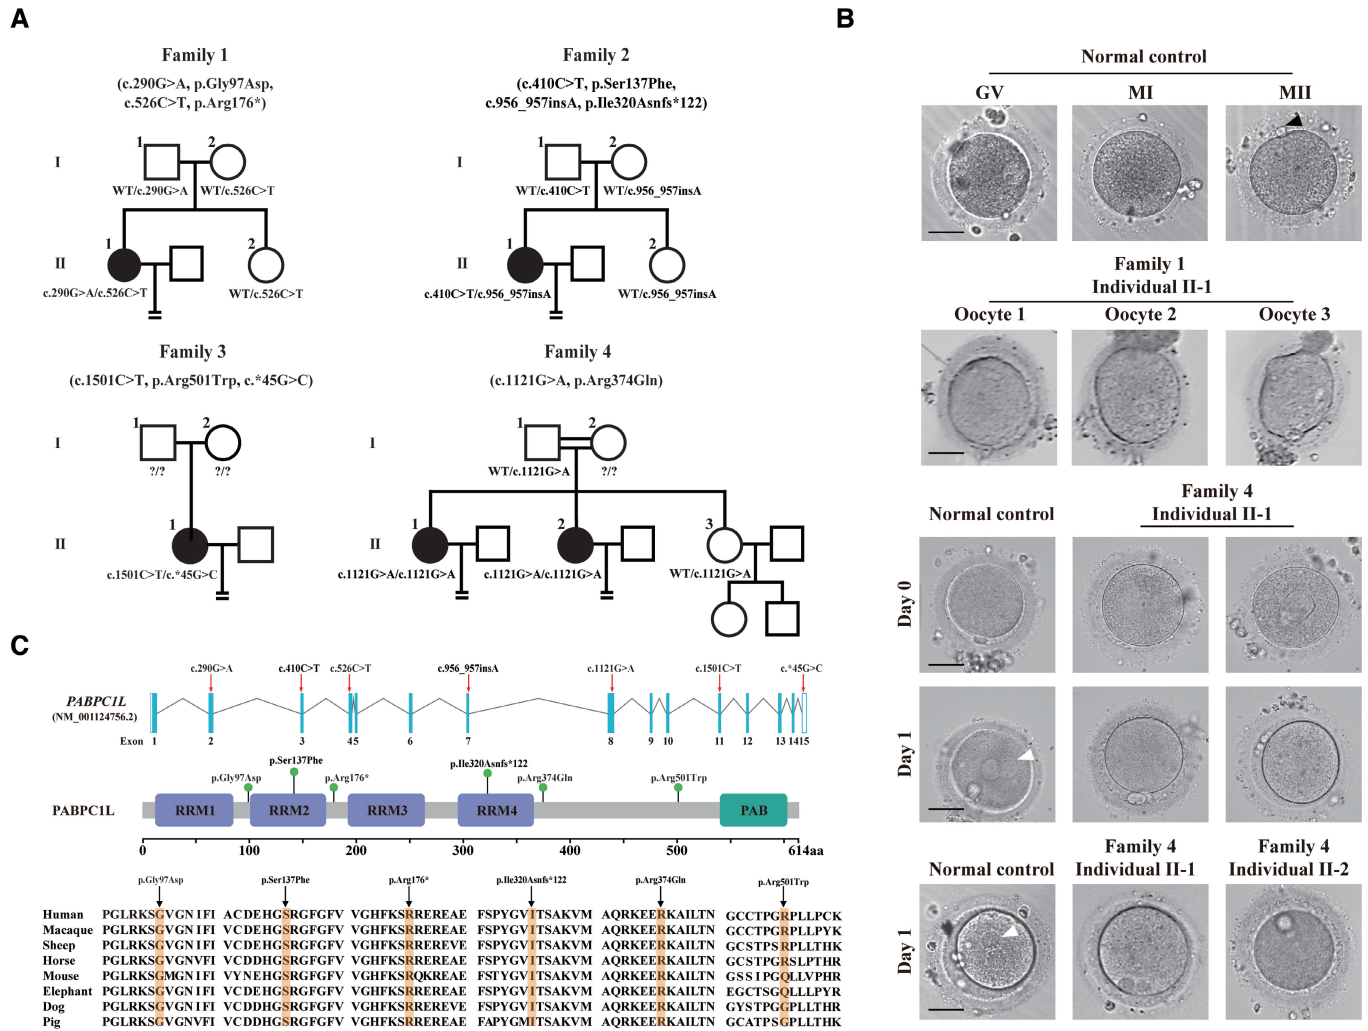 A
Family 1
(c.290G>A, p.Gly97Asp,
c.526C>T, p.Arg176*)
I
1
2
WT/c.290G>A
WT/c.526C>T
II
1
2
c.290G>A/c.526C>T
WT/c.526C>T
Family 2
(c.410C>T, p.Ser137Phe,
c.956_957insA, p.Ile320Asnfs*122)
I
1
2
WT/c.410C>T
WT/c.956_957insA
II
1
2
c.410C>T/c.956_957insA
WT/c.956_957insA
Family 3
(c.1501C>T, p.Arg501Trp, c.*45G>C)
I
1
2
?/?
?/?
II
1
c.1501C>T/c.*45G>C
Family 4
(c.1121G>A, p.Arg374Gln)
I
1
2
WT/c.1121G>A
?/?
II
1
2
3
c.1121G>A/c.1121G>A
c.1121G>A/c.1121G>A
WT/c.1121G>A
B
Normal control
GV
MI
MII
Family 1
Individual II-1
Oocyte 1
Oocyte 2
Oocyte 3
Normal control
Family 4
Individual II-1
Day 0
Day 1
Normal control
Family 4
Individual II-1
Family 4
Individual II-2
Day 1
C
c.290G>A
c.410C>T
c.526C>T
c.956_957insA
c.1121G>A
c.1501C>T
c.*45G>C
PABPC1L
(NM_001124756.2)
Exon 1 2 3 45 6 7 8 9 10 11 12 13 1415
p.Gly97Asp
p.Ser137Phe
p.Arg176*
p.Ile320Asnfs*122
p.Arg374Gln
p.Arg501Trp
PABPC1L
RRM1
RRM2
RRM3
RRM4
PAB
0 100 200 300 400 500 614aa
p.Gly97Asp p.Ser137Phe p.Arg176* p.Ile320Asnfs*122 p.Arg374Gln p.Arg501Trp
Human PGLRKSGVGNIFI ACDEHGSRGFGFV VGHFKSRREREAE FSPYGVITSAKVM AQRKEERKAILTN GCCTPGRPLLPCK
Macaque PGLRKSGVGNIFI VCDEHGSRGFGFV VGHFKSRREREAE FSPYGVITSAKVM AQRKEERKAILTN GCCTPGRPLLPYK
Sheep PGLRKSGVGNIFI VCDEHGSRGFGFV VGHFKSRREREVE FSPYGVITSAKVM AQRKEERKAILTN GCSTPSRPLLTHK
Horse PGLRKSGVGNIFI VCDDHGSRGFGFV VGHFKSRREREAE FSPYGVITSAKVM AQRKEERKAILTN GCSTPGRSLPTHR
Mouse PGLRKSGMGNIFI VYNEHGSRGFGFV VGHFKSRQKREAE FSTYGVITSAKVM AQRKEERKAILTN GSSIPGQLLVPHR
Elephant PGLRKSGVGNIFI VCDEHGSRGFGFV VGHFKSRREREAE FSPYGVITSAKVM AQRKEERKAILTN EGCTSGQLLLPYR
Dog PGLRKSGVGNIFI VCDDHGSRGFGFV VGHFKSRREREVE FSPYGVITSAKVM AQRKEERKAILTN GYSTPGGPLLTHR
Pig PGLRKSGVGNVFI VCDDHGSRGFGFV VGHFKSRREREAE FAPYGMITSAKVM AQRKEERKAILTN GCATPSGPLLTHK